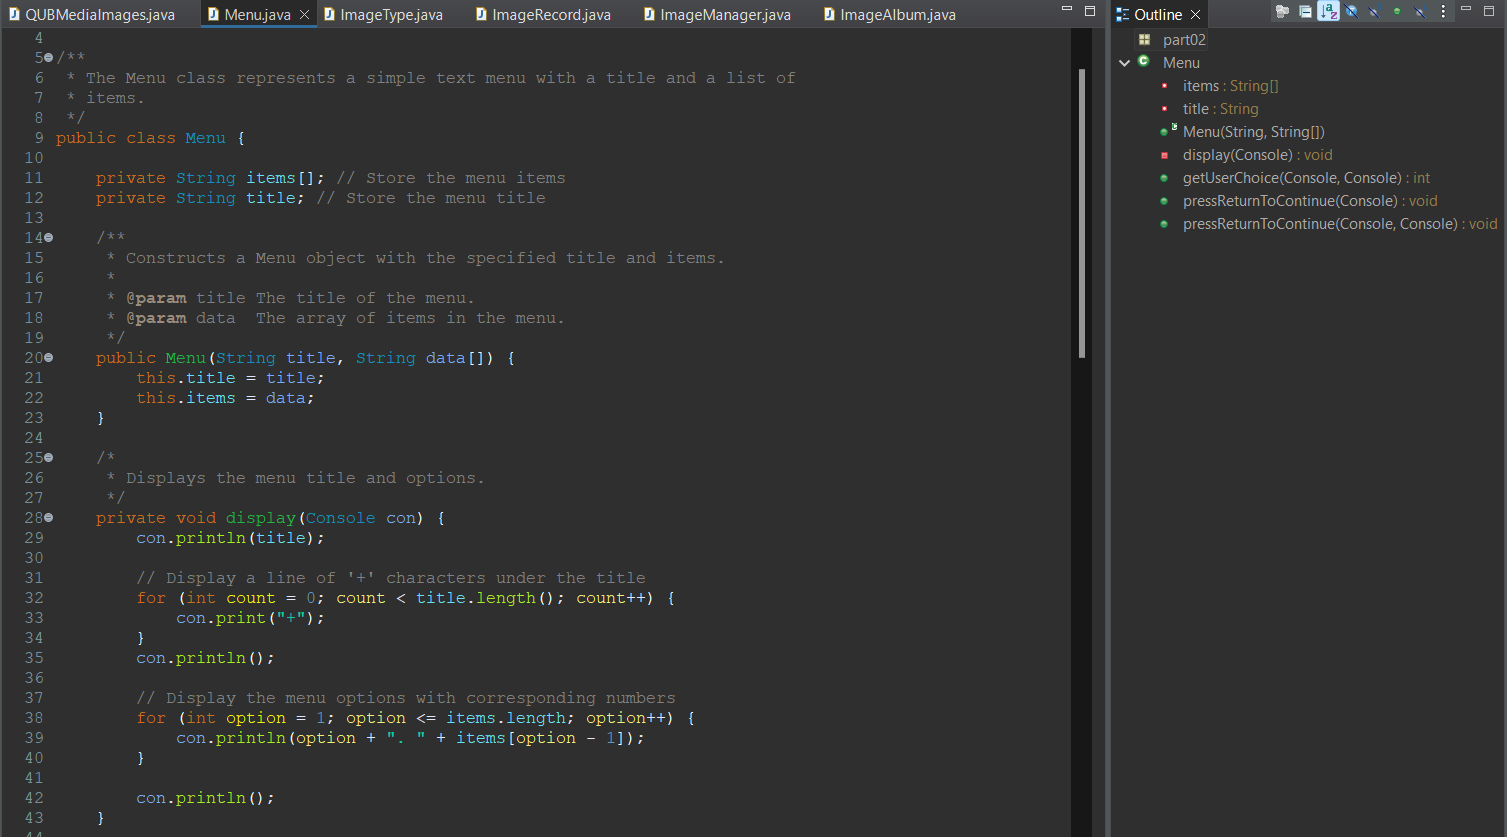 QUBMediaImages.java Menu.java ImageType.java ImageRecord.java ImageManager.java ImageAlbum.java
4
5 /**
6  * The Menu class represents a simple text menu with a title and a list of
7  * items.
8  */
9 public class Menu {
10
11     private String items[]; // Store the menu items
12     private String title; // Store the menu title
13
14     /**
15      * Constructs a Menu object with the specified title and items.
16      *
17      * @param title The title of the menu.
18      * @param data  The array of items in the menu.
19      */
20     public Menu(String title, String data[]) {
21         this.title = title;
22         this.items = data;
23     }
24
25     /*
26      * Displays the menu title and options.
27      */
28     private void display(Console con) {
29         con.println(title);
30
31         // Display a line of '+' characters under the title
32         for (int count = 0; count < title.length(); count++) {
33             con.print("+");
34         }
35         con.println();
36
37         // Display the menu options with corresponding numbers
38         for (int option = 1; option <= items.length; option++) {
39             con.println(option + ". " + items[option - 1]);
40         }
41
42         con.println();
43     }
Outline
part02
Menu
items : String[]
title : String
Menu(String, String[])
display(Console) : void
getUserChoice(Console, Console) : int
pressReturnToContinue(Console) : void
pressReturnToContinue(Console, Console) : void